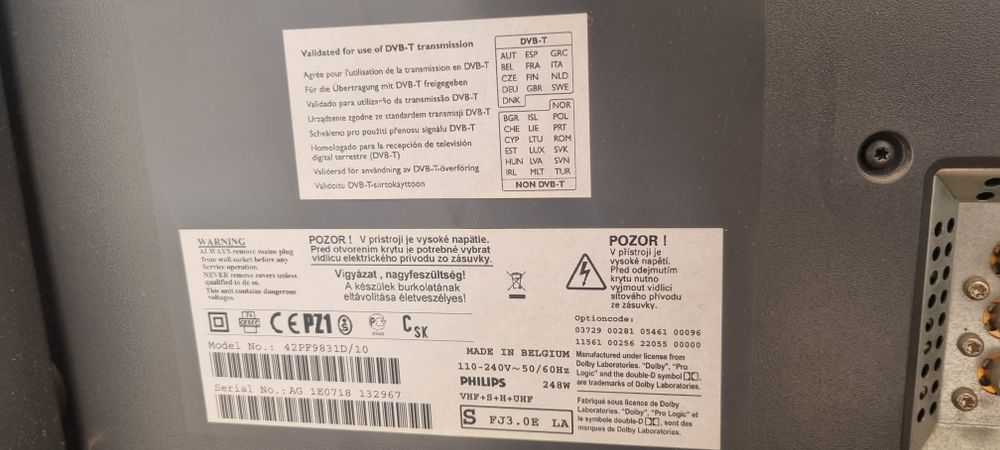 Validated for use of DVB-T transmission
Agrée pour l'utilisation de la transmission en DVB-T
Für die Übertragung mit DVB-T freigegeben
Validado para utilização da transmissão DVB-T
Urządzenie zgodne ze standardem transmisji DVB-T
Schváleno pro použití přenosu signálu DVB-T
Homologado para la recepción de televisión
digital terrestre (DVB-T)
Validerad för användning av DVB-T-överföring
Validoitu DVB-T-siirtokäyttöön
DVB-T
AUT ESP GRC
BEL FRA ITA
CZE FIN NLD
DEU GBR SWE
DNK
NOR
BGR ISL POL
CHE LIE PRT
CYP LTU ROM
EST LUX SVK
HUN LVA SVN
IRL MLT TUR
NON DVB-T
WARNING
ALWAYS remove mains plug
from wall socket before any
Service operation.
NEVER remove covers unless
qualified to do so.
This unit contains dangerous
voltages.
POZOR ! V pristroji je vysoké napätie.
Pred otvorenim krytu je potrebné vybrat
vidlicu elektrického prívodu zo zásuvky.
Vigyázat , nagyfeszültség!
A készülek burkolatának
eltávolitása életveszélyes!
POZOR !
V přístroji je
vysoké napětí.
Před odejmutím
krytu nutno
vyjmout vidlici
síťového přívodu
ze zásuvky.
CE PZ1 S CSK
Model No.: 42PF9831D/10
Serial No.:AG 1E0718 132967
MADE IN BELGIUM
110-240V~50/60Hz
PHILIPS 248W
VHF+S+H+UHF
S FJ3.0E LA
Optioncode:
03729 00281 05461 00096
11561 00256 22055 00000
Manufactured under license from
Dolby Laboratories. "Dolby", "Pro
Logic" and the double-d symbol
are trademarks of Dolby Laboratories.
Fabriqué sous licence de Dolby
Laboratories. "Dolby", "Pro Logic" et
le symbole double-D, sont des
marques de Dolby Laboratories.